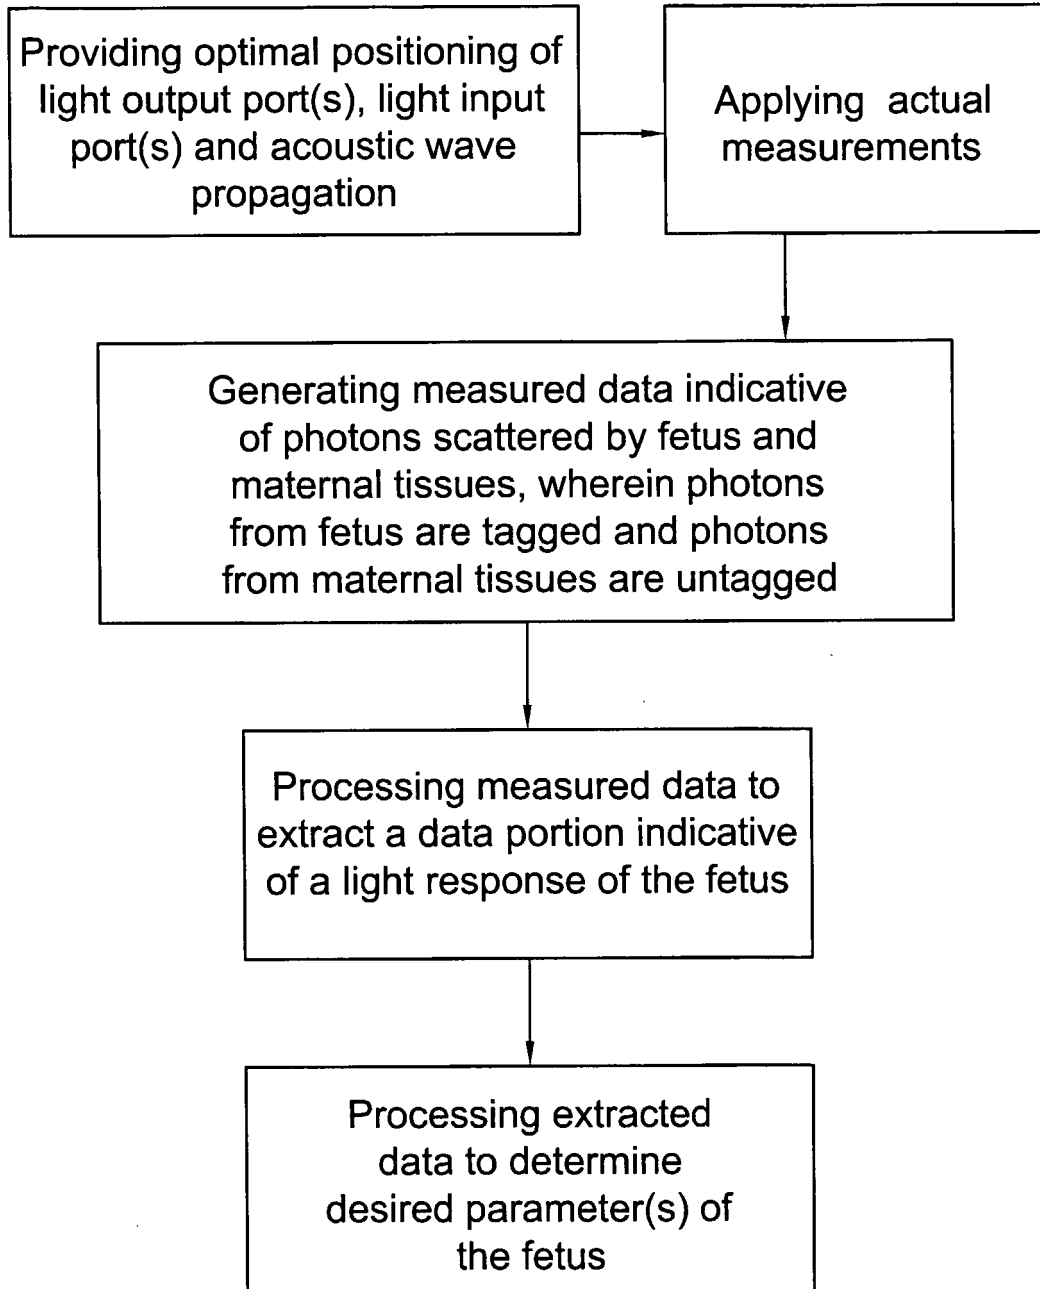 Providing optimal positioning of
light output port(s), light input
port(s) and acoustic wave
propagation
Applying actual
measurements
Generating measured data indicative
of photons scattered by fetus and
maternal tissues, wherein photons
from fetus are tagged and photons
from maternal tissues are untagged
Processing measured data to
extract a data portion indicative
of a light response of the fetus
Processing extracted
data to determine
desired parameter(s) of
the fetus